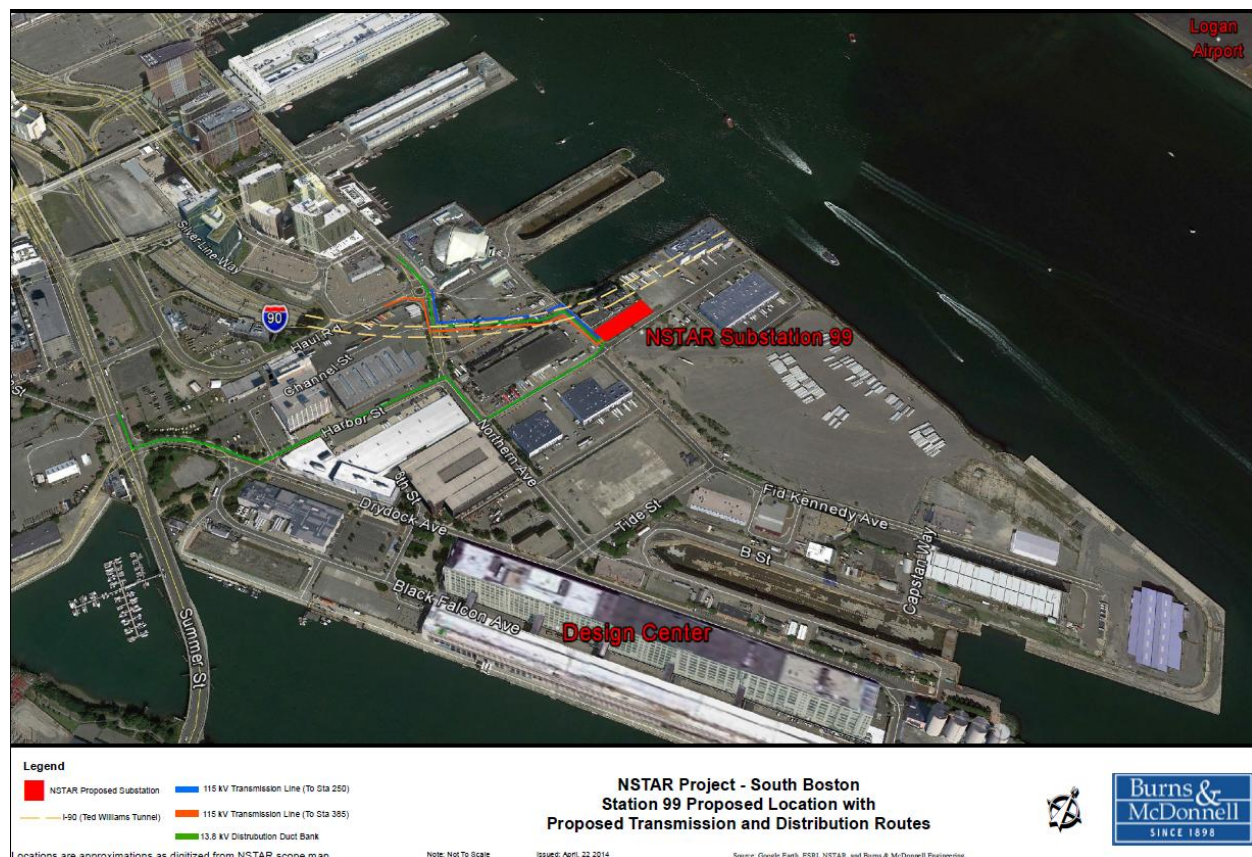 Logan
Airport
Silver Line Way
90
Haul Rd
NSTAR Substation 99
Channel St
Harbor St
Northern Ave
8th St
Drydock Ave
Tide St
Fid Kennedy Ave
B St
Capstan Way
Black Falcon Ave
Design Center
Summer St
St
Legend
NSTAR Proposed Substation
115 kV Transmission Line (To Sta 250)
I-90 (Ted Williams Tunnel)
115 kV Transmission Line (To Sta 385)
13.8 kV Distrubution Duct Bank
Locations are approximations as digitized from NSTAR scope map
NSTAR Project - South Boston
Station 99 Proposed Location with
Proposed Transmission and Distribution Routes
Note: Not To Scale
Issued: April, 22 2014
Source: Google Earth, ESRI, NSTAR, and Burns & McDonnell Engineering
Burns &
McDonnell
SINCE 1898